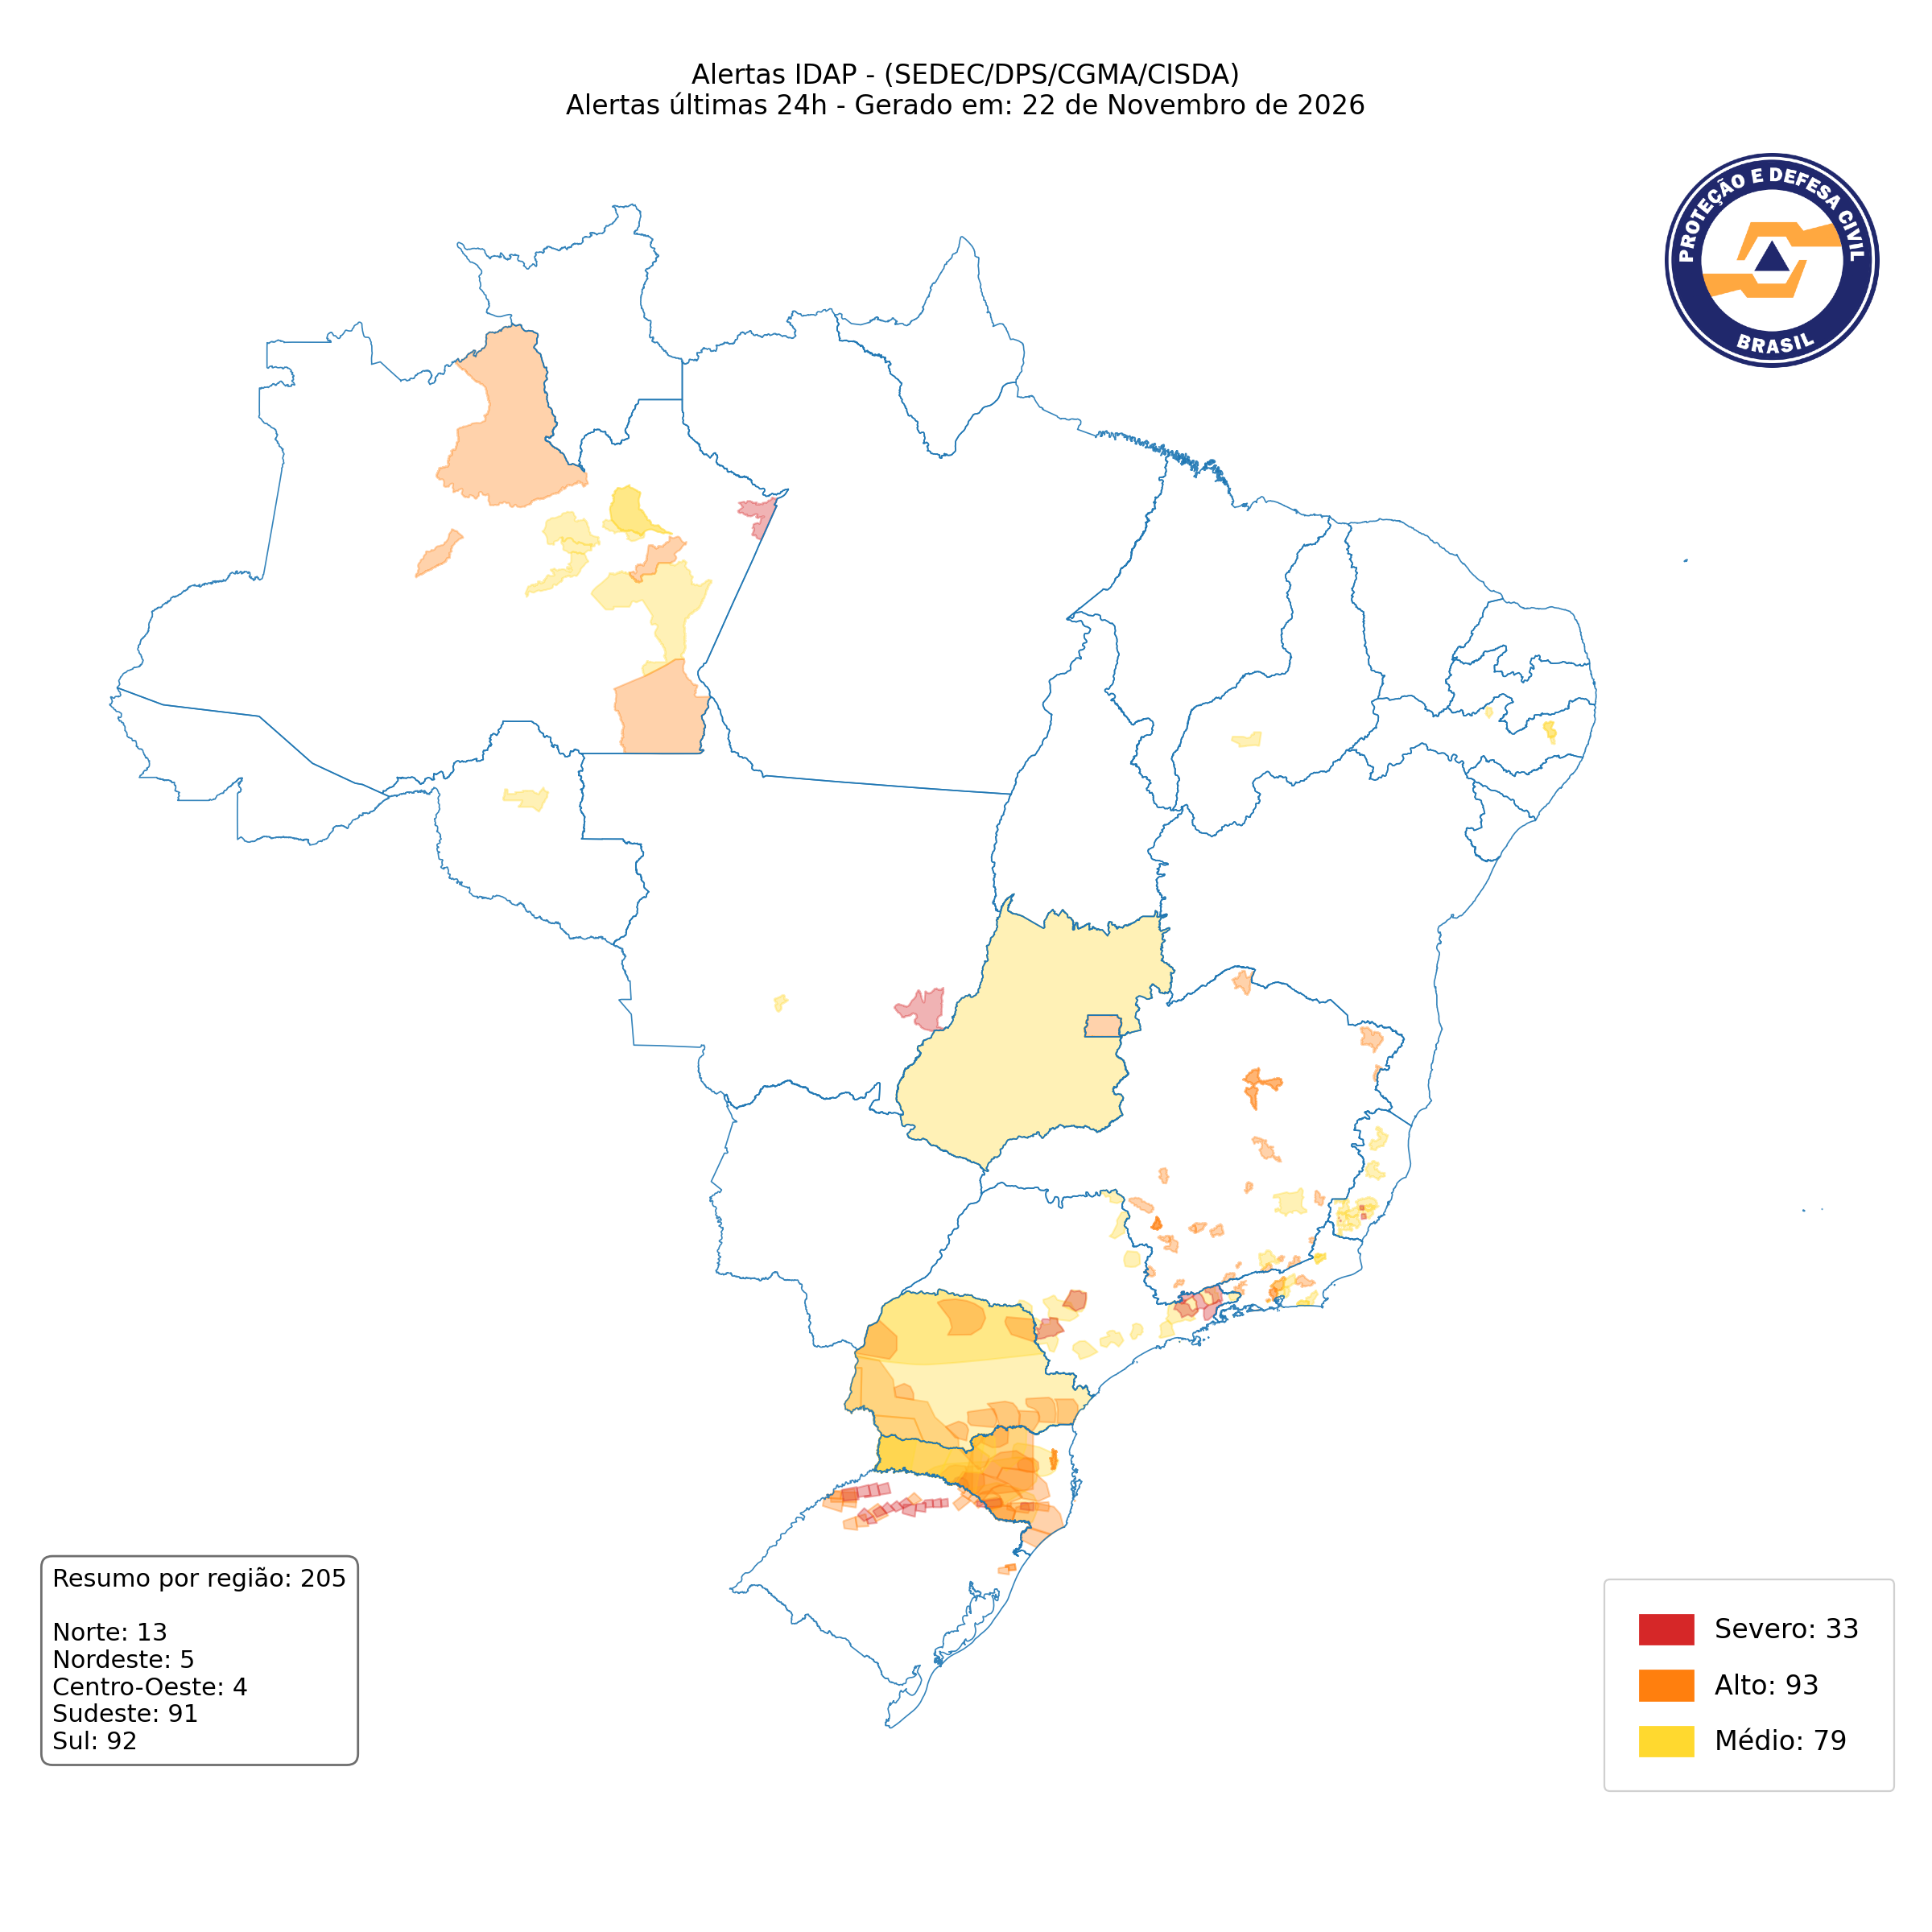 Alertas IDAP - (SEDEC/DPS/CGMA/CISDA)
Alertas últimas 24h - Gerado em: 22 de Novembro de 2026
PROTEÇÃO E DEFESA CIVIL
BRASIL
Resumo por região: 205
Norte: 13
Nordeste: 5
Centro-Oeste: 4
Sudeste: 91
Sul: 92
Severo: 33
Alto: 93
Médio: 79